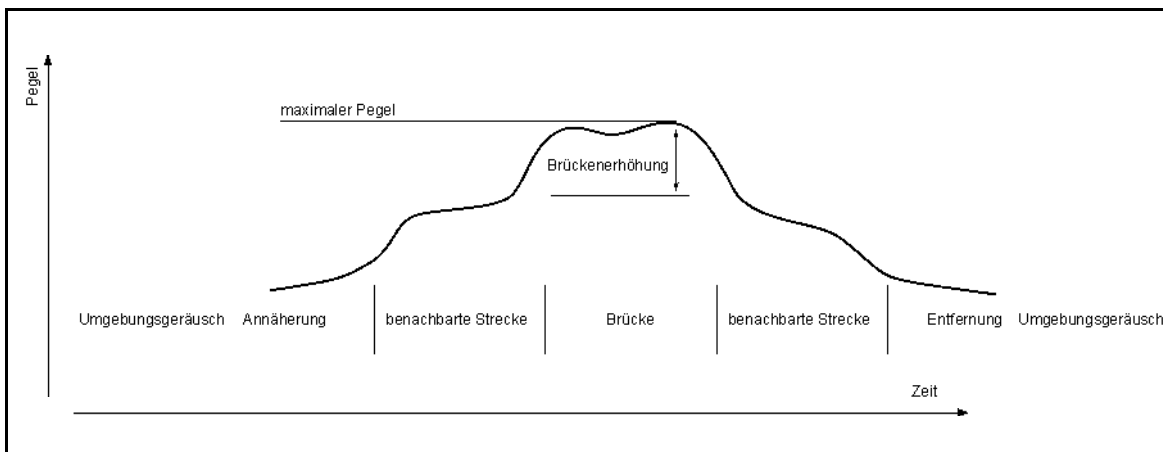 Pegel
maximaler Pegel
Brückenerhöhung
Umgebungsgeräusch Annäherung benachbarte Strecke Brücke benachbarte Strecke Entfernung Umgebungsgeräusch
Zeit